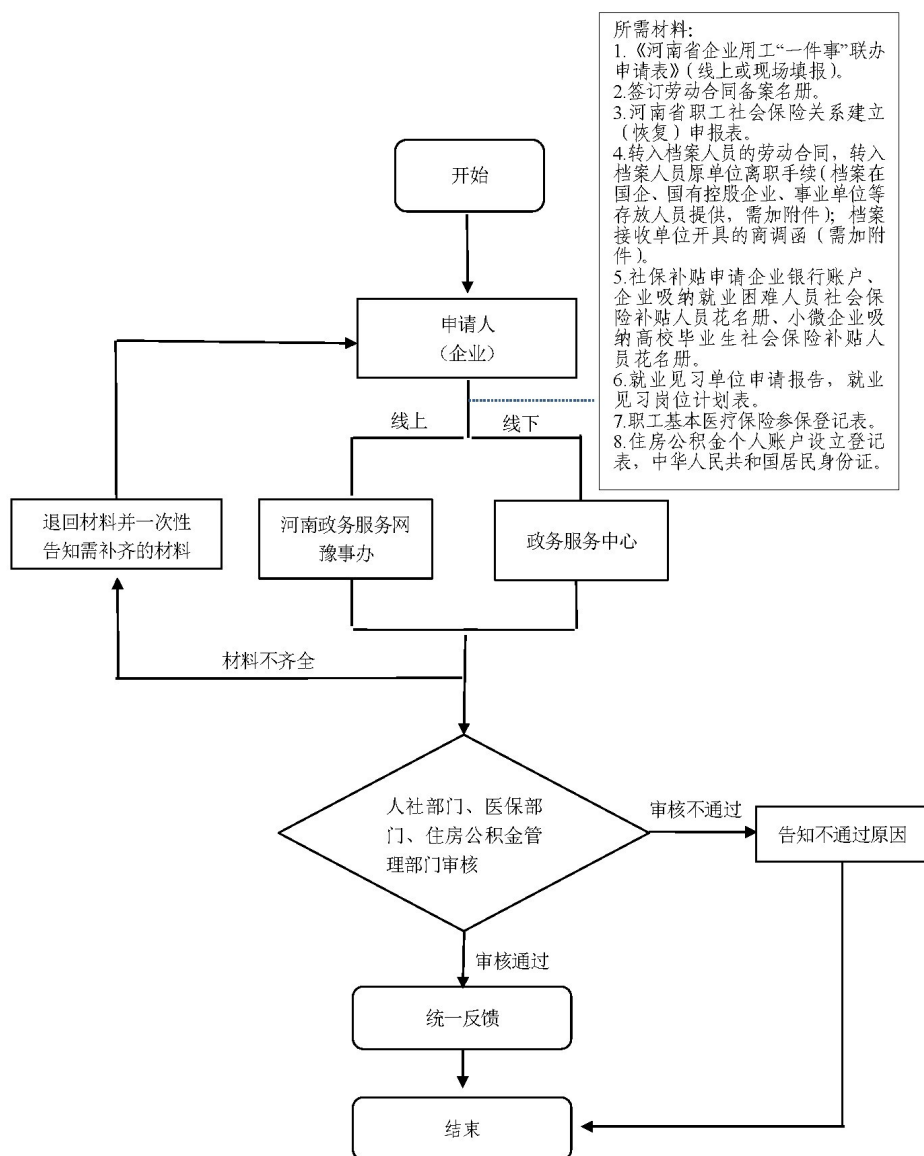 所需材料：
1.《河南省企业用工“一件事”联办
申请表》（线上或现场填报）。
2.签订劳动合同备案名册。
3.河南省职工社会保险关系建立
（恢复）申报表。
4.转入档案人员的劳动合同，转入
档案人员原单位离职手续（档案在
国企、国有控股企业、事业单位等
存放人员提供，需加附件）；档案
接收单位开具的商调函（需加附
件）。
5.社保补贴申请企业银行账户、
企业吸纳就业困难人员社会保
险补贴人员花名册、小微企业吸
纳高校毕业生社会保险补贴人
员花名册。
6.就业见习单位申请报告，就业
见习岗位计划表。
7.职工基本医疗保险参保登记表。
8.住房公积金个人账户设立登记
表，中华人民共和国居民身份证。
开始
申请人
（企业）
线上
线下
退回材料并一次性
告知需补齐的材料
河南政务服务网
豫事办
政务服务中心
材料不齐全
人社部门、医保部
门、住房公积金管
理部门审核
审核不通过
告知不通过原因
审核通过
统一反馈
结束